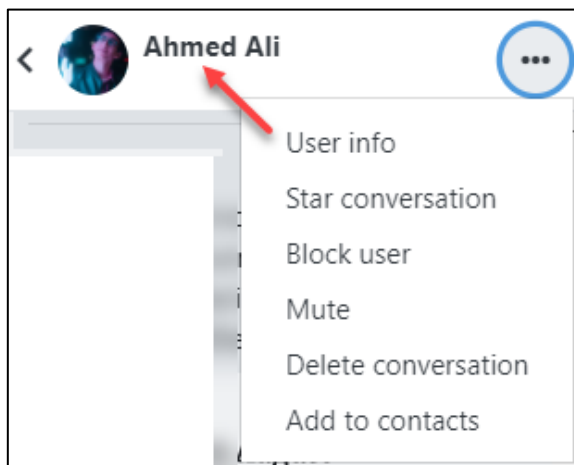 Ahmed Ali
User info
Star conversation
Block user
Mute
Delete conversation
Add to contacts